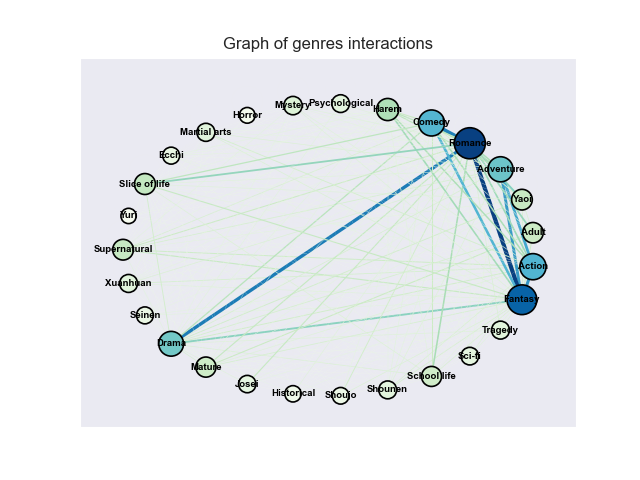 Graph of genres interactions
Psychological
Mystery
Harem
Horror
Comedy
Martial arts
Romance
Ecchi
Adventure
Slice of life
Yaoi
Yuri
Adult
Supernatural
Action
Xuanhuan
Fantasy
Seinen
Tragedy
Drama
Sci-fi
Mature
School life
Josei
Shounen
Historical
Shoujo